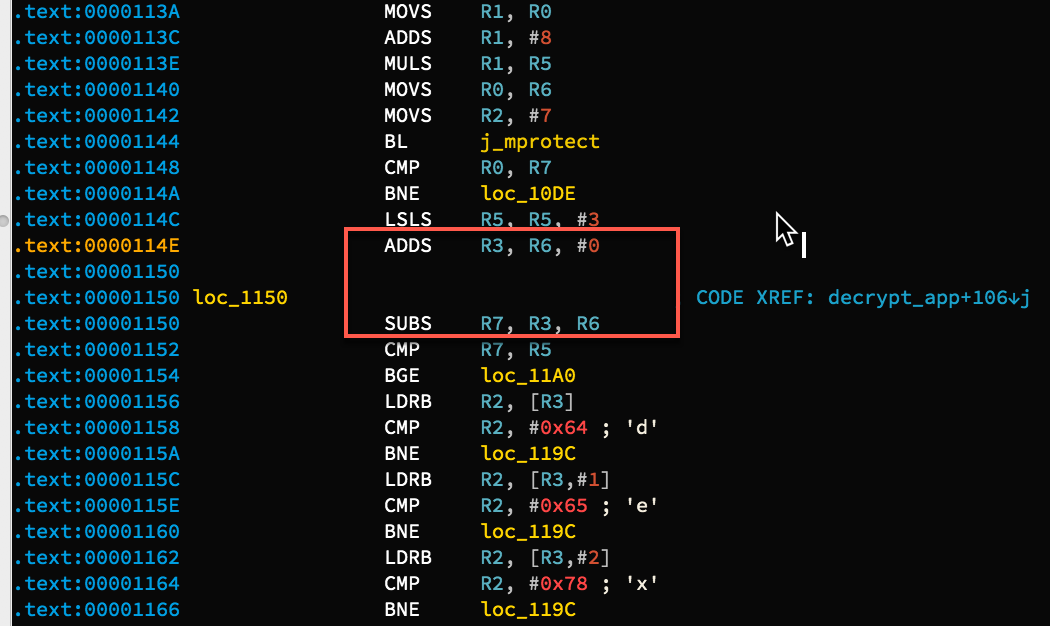 .text:0000113A MOVS R1, R0
.text:0000113C ADDS R1, #8
.text:0000113E MULS R1, R5
.text:00001140 MOVS R0, R6
.text:00001142 MOVS R2, #7
.text:00001144 BL j_mprotect
.text:00001148 CMP R0, R7
.text:0000114A BNE loc_10DE
.text:0000114C LSLS R5, R5, #3
.text:0000114E ADDS R3, R6, #0
.text:00001150
.text:00001150 loc_1150 CODE XREF: decrypt_app+106↓j
.text:00001150 SUBS R7, R3, R6
.text:00001152 CMP R7, R5
.text:00001154 BGE loc_11A0
.text:00001156 LDRB R2, [R3]
.text:00001158 CMP R2, #0x64 ; 'd'
.text:0000115A BNE loc_119C
.text:0000115C LDRB R2, [R3,#1]
.text:0000115E CMP R2, #0x65 ; 'e'
.text:00001160 BNE loc_119C
.text:00001162 LDRB R2, [R3,#2]
.text:00001164 CMP R2, #0x78 ; 'x'
.text:00001166 BNE loc_119C